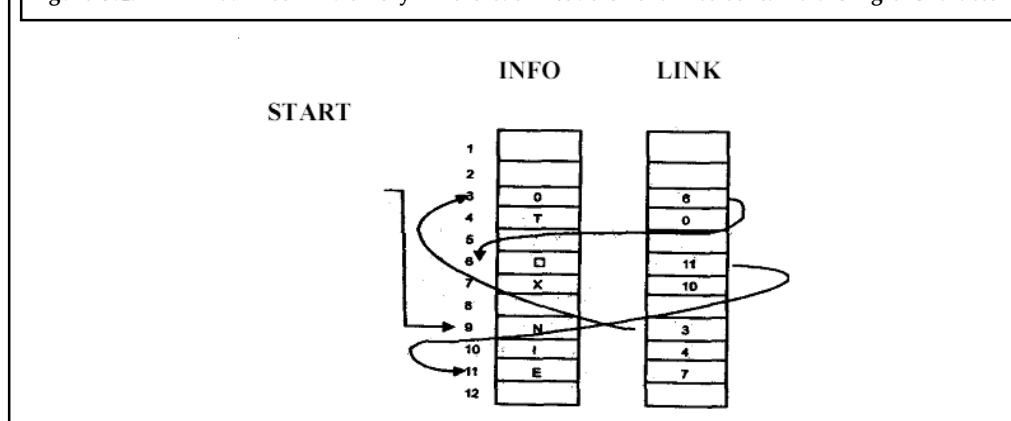 INFO LINK
START
1
2
3 O 6
4 T 0
5
6 □ 11
7 X 10
8
9 N 3
10 I 4
11 E 7
12